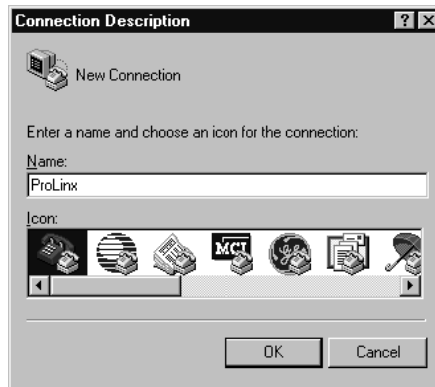 Connection Description
New Connection
Enter a name and choose an icon for the connection:
Name:
ProLinx
Icon:
MCI
OK
Cancel